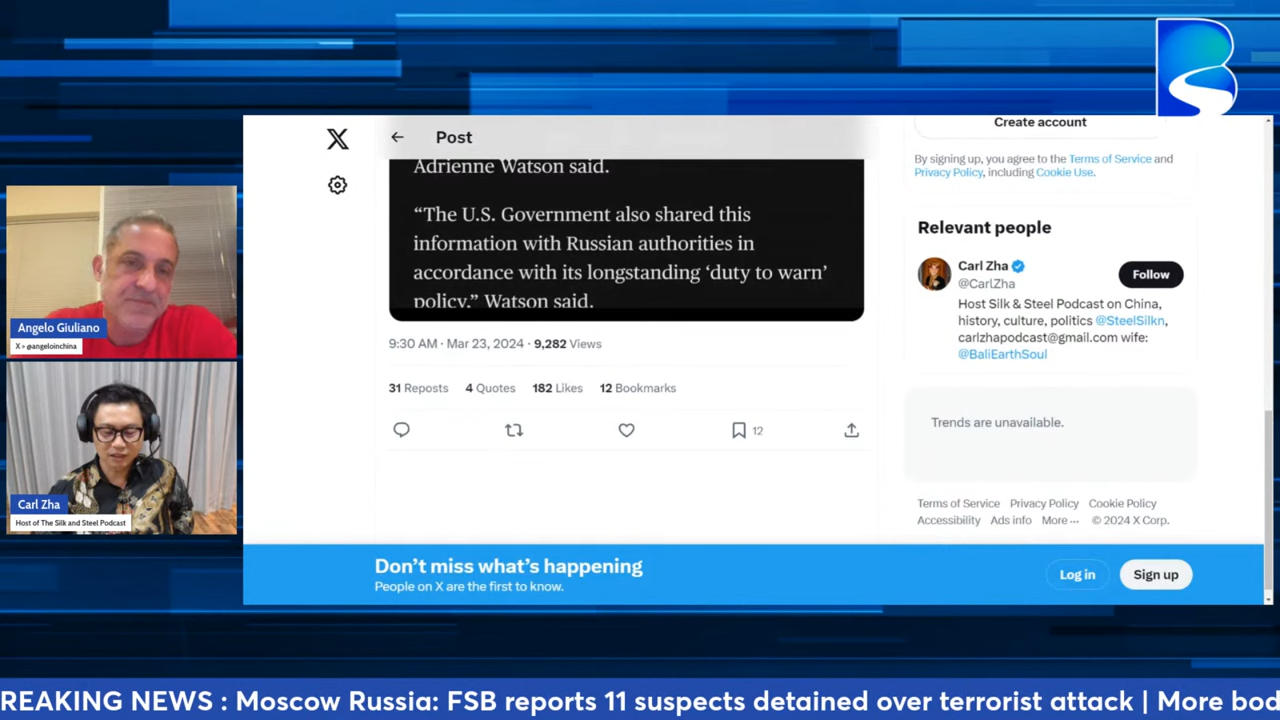 Post
Adrienne Watson said.
“The U.S. Government also shared this
information with Russian authorities in
accordance with its longstanding ‘duty to warn’
policy.” Watson said.
9:30 AM · Mar 23, 2024 · 9,282 Views
31 Reposts 4 Quotes 182 Likes 12 Bookmarks
12
Create account
By signing up, you agree to the Terms of Service and
Privacy Policy, including Cookie Use.
Relevant people
Carl Zha
@CarlZha
Follow
Host Silk & Steel Podcast on China,
history, culture, politics @SteelSilkn,
carlzhapodcast@gmail.com wife:
@BaliEarthSoul
Trends are unavailable.
Terms of Service Privacy Policy Cookie Policy
Accessibility Ads info More ··· © 2024 X Corp.
Don’t miss what’s happening
People on X are the first to know.
Log in
Sign up
Angelo Giuliano
X > @angeloinchina
Carl Zha
Host of The Silk and Steel Podcast
REAKING NEWS : Moscow Russia: FSB reports 11 suspects detained over terrorist attack | More bod